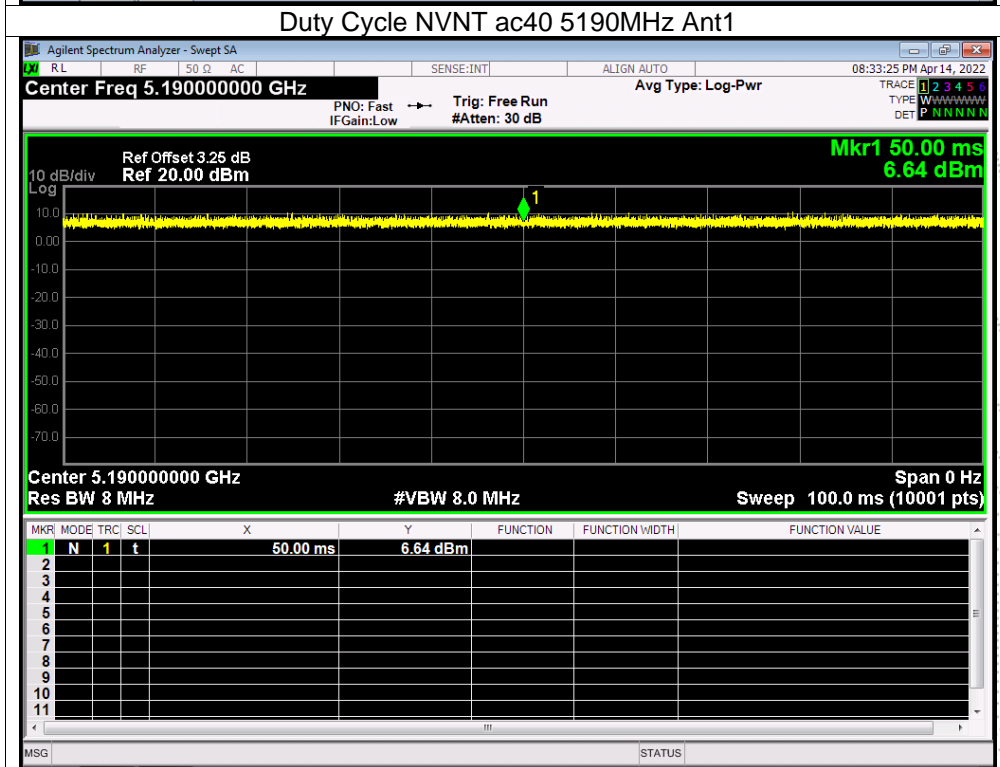 Duty Cycle NVNT ac40 5190MHz Ant1
Agilent Spectrum Analyzer - Swept SA
LXI RL RF 50 Ω AC SENSE:INT ALIGN AUTO 08:33:25 PM Apr 14, 2022
Center Freq 5.190000000 GHz Avg Type: Log-Pwr TRACE 1 2 3 4 5 6
PNO: Fast Trig: Free Run TYPE WWWWWW
IFGain:Low #Atten: 30 dB DET P N N N N N
Mkr1 50.00 ms
6.64 dBm
Ref Offset 3.25 dB
10 dB/div Ref 20.00 dBm
Log
1
10.0
0.00
-10.0
-20.0
-30.0
-40.0
-50.0
-60.0
-70.0
Center 5.190000000 GHz Span 0 Hz
Res BW 8 MHz #VBW 8.0 MHz Sweep 100.0 ms (10001 pts)
MKR MODE TRC SCL X Y FUNCTION FUNCTION WIDTH FUNCTION VALUE
1 N 1 t 50.00 ms 6.64 dBm
2
3
4
5
6
7
8
9
10
11
MSG STATUS